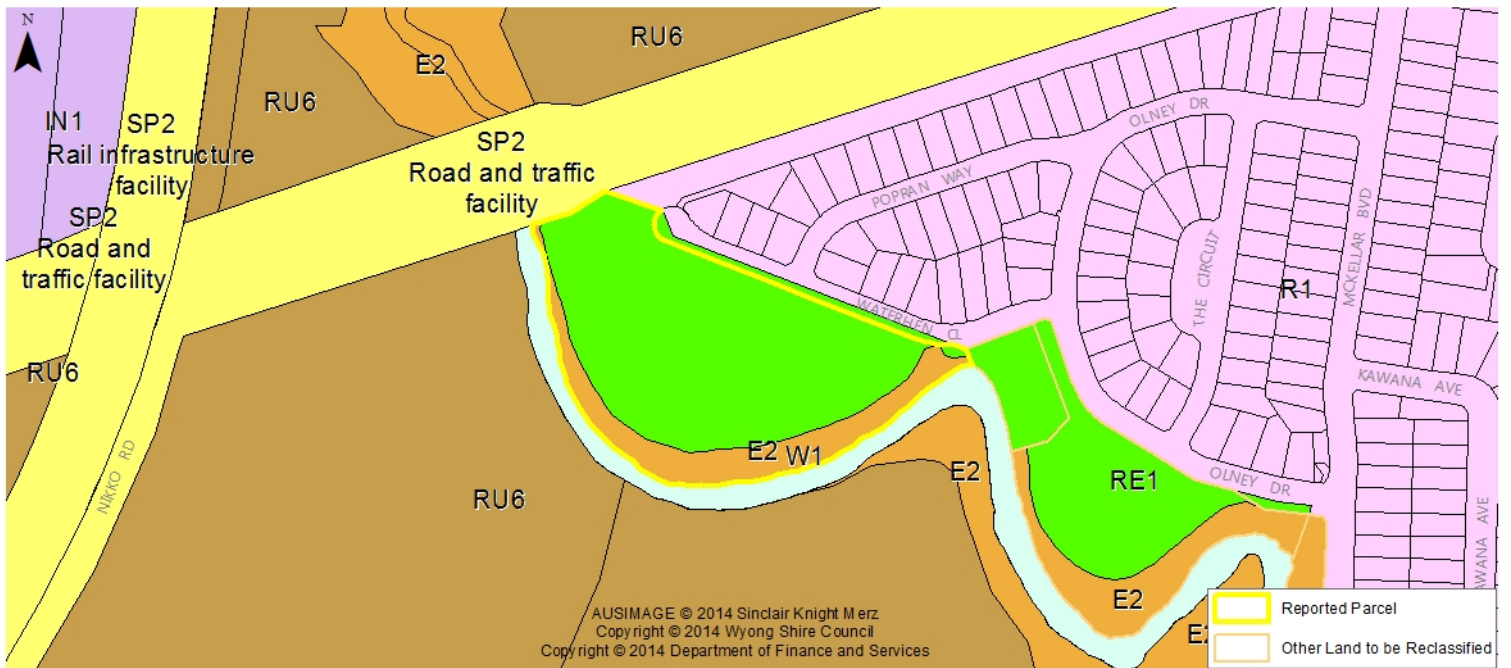 N
RU6
E2
RU6
IN1
SP2
Rail infrastructure
facility
SP2
Road and traffic
facility
SP2
Road and
traffic facility
OLNEY DR
POPRAN WAY
MCKELLAR BVD
THE CIRCUIT
R1
WATERHEN CL
RU6
KAWANA AVE
NIKKO RD
E2 W1
E2
RE1
RU6
OLNEY DR
AWANA AVE
E2
E2
AUSIMAGE © 2014 Sinclair Knight Merz
Copyright © 2014 Wyong Shire Council
Copyright © 2014 Department of Finance and Services
Reported Parcel
Other Land to be Reclassified